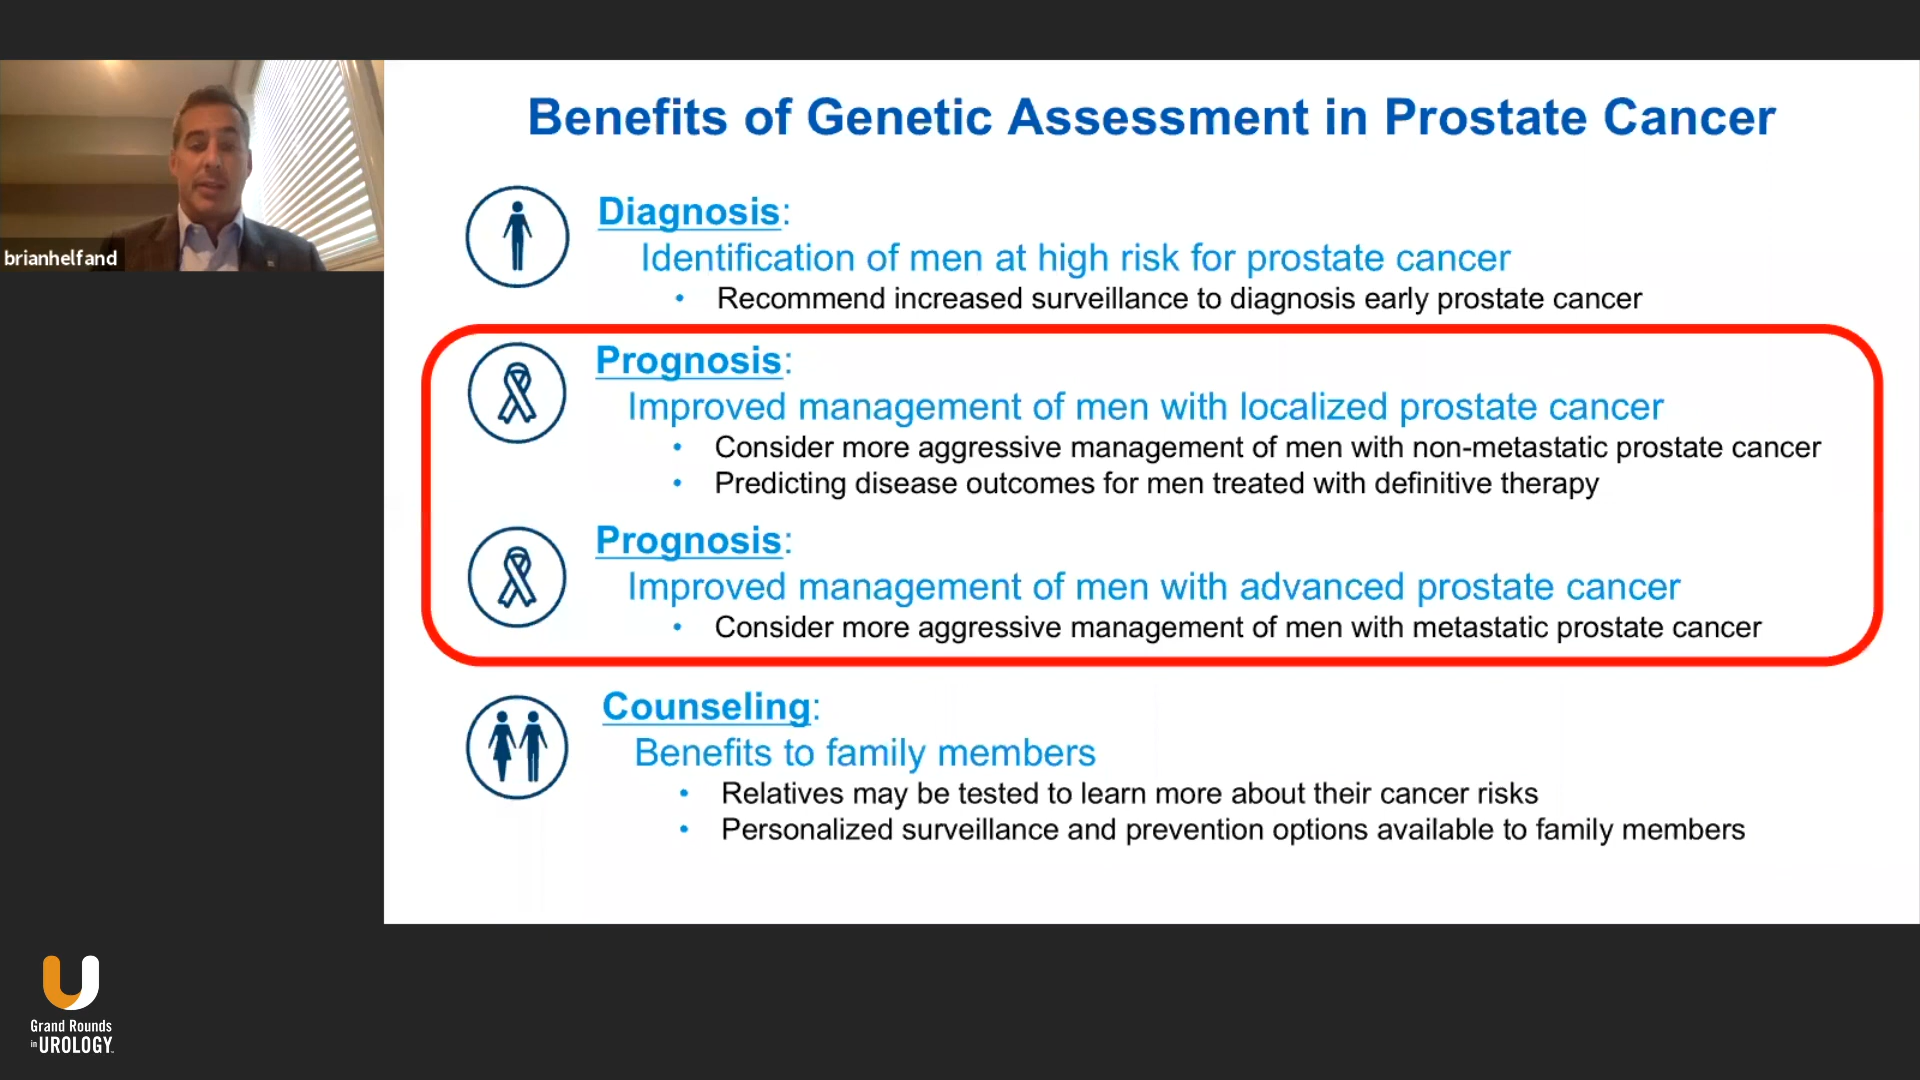 Benefits of Genetic Assessment in Prostate Cancer
brianhelfand
Diagnosis:
Identification of men at high risk for prostate cancer
• Recommend increased surveillance to diagnosis early prostate cancer
Prognosis:
Improved management of men with localized prostate cancer
• Consider more aggressive management of men with non-metastatic prostate cancer
• Predicting disease outcomes for men treated with definitive therapy
Prognosis:
Improved management of men with advanced prostate cancer
• Consider more aggressive management of men with metastatic prostate cancer
Counseling:
Benefits to family members
• Relatives may be tested to learn more about their cancer risks
• Personalized surveillance and prevention options available to family members
Grand Rounds
in UROLOGY